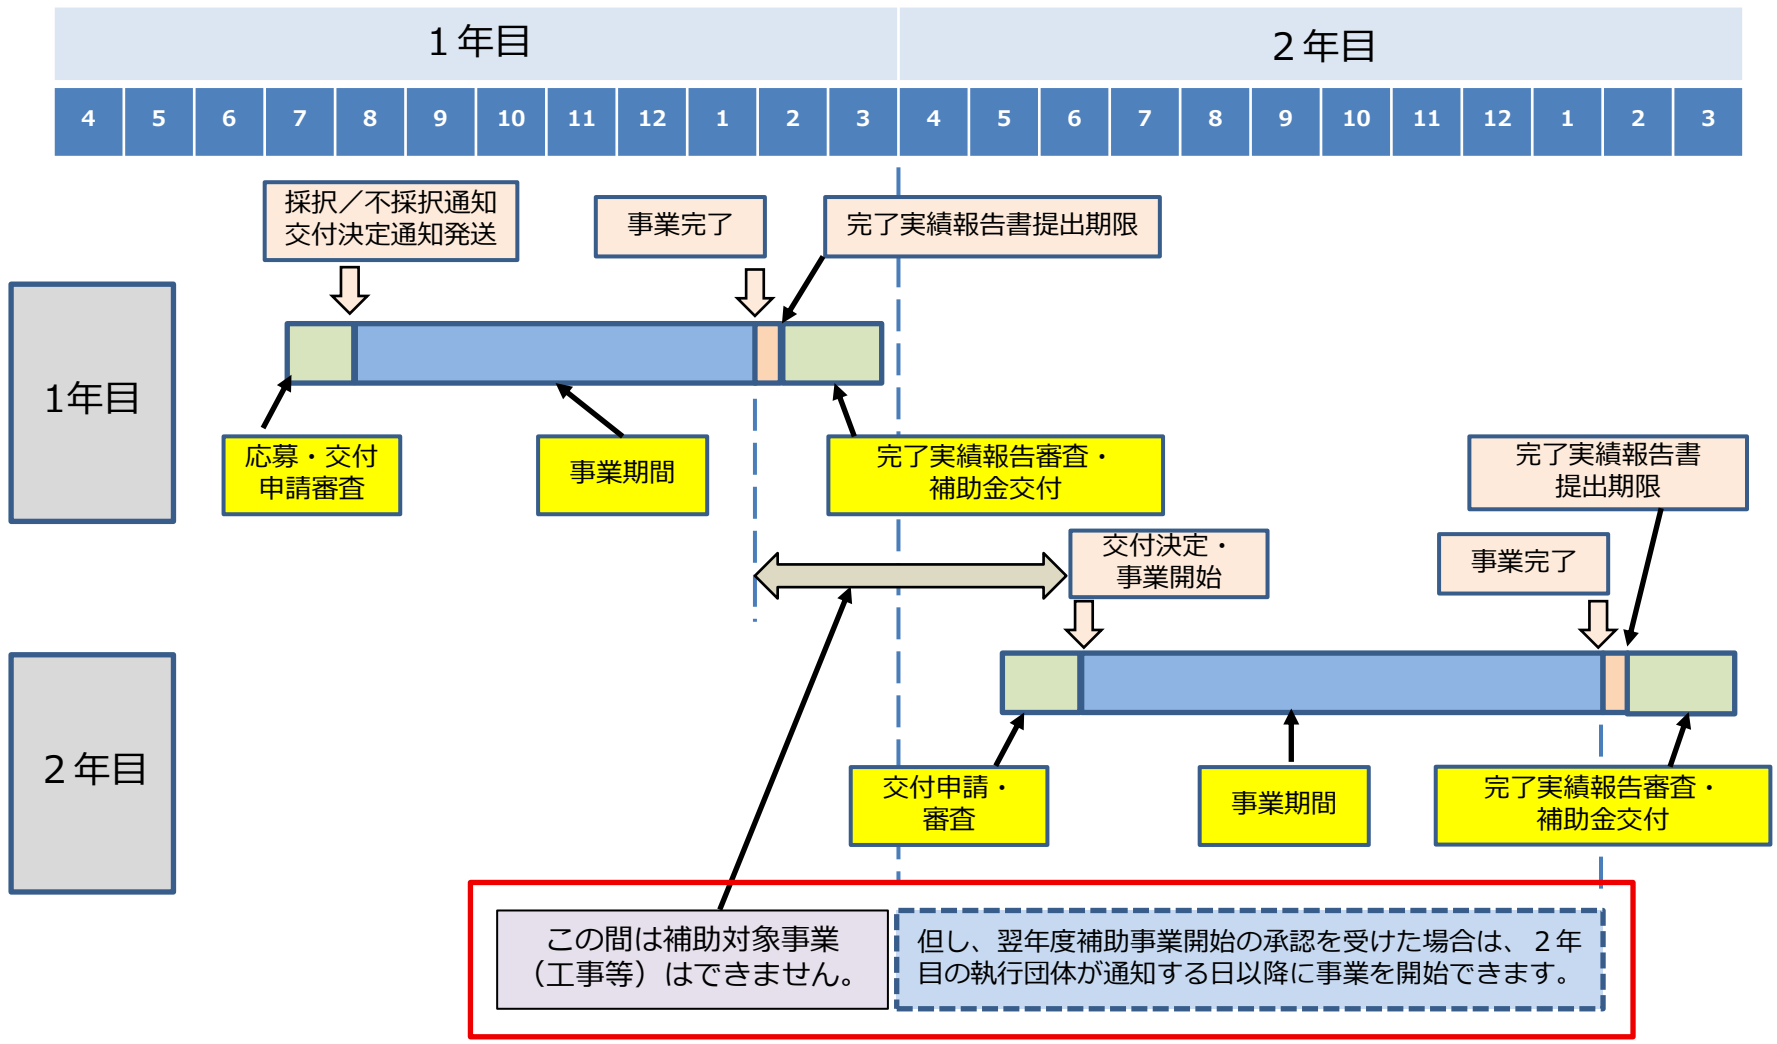 １年目
２年目
4 5 6 7 8 9 10 11 12 1 2 3 4 5 6 7 8 9 10 11 12 1 2 3
採択／不採択通知
交付決定通知発送
事業完了
完了実績報告書提出期限
1年目
応募・交付
申請審査
事業期間
完了実績報告審査・
補助金交付
完了実績報告書
提出期限
交付決定・
事業開始
事業完了
２年目
交付申請・
審査
事業期間
完了実績報告審査・
補助金交付
この間は補助対象事業
（工事等）はできません。
但し、翌年度補助事業開始の承認を受けた場合は、２年
目の執行団体が通知する日以降に事業を開始できます。